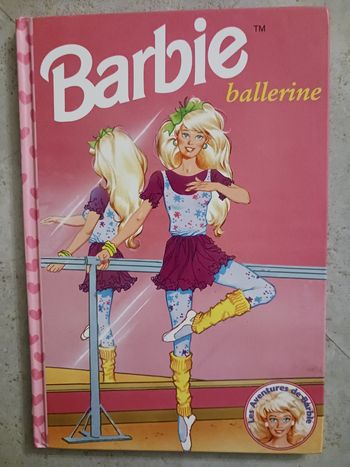 Barbie™
ballerine
Les Aventures de Barbie